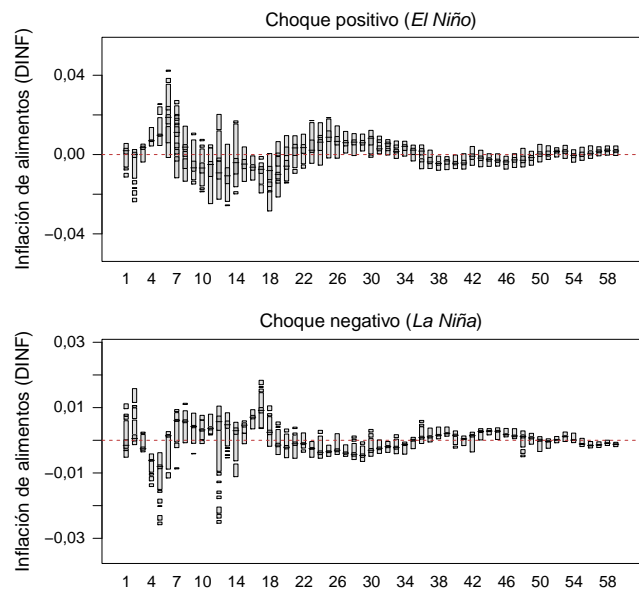 Choque positivo (El Niño)
Inflación de alimentos (DINF)
0,04
0,00
−0,04
1 4 7 10 14 18 22 26 30 34 38 42 46 50 54 58
Choque negativo (La Niña)
Inflación de alimentos (DINF)
0,03
0,01
−0,01
−0,03
1 4 7 10 14 18 22 26 30 34 38 42 46 50 54 58